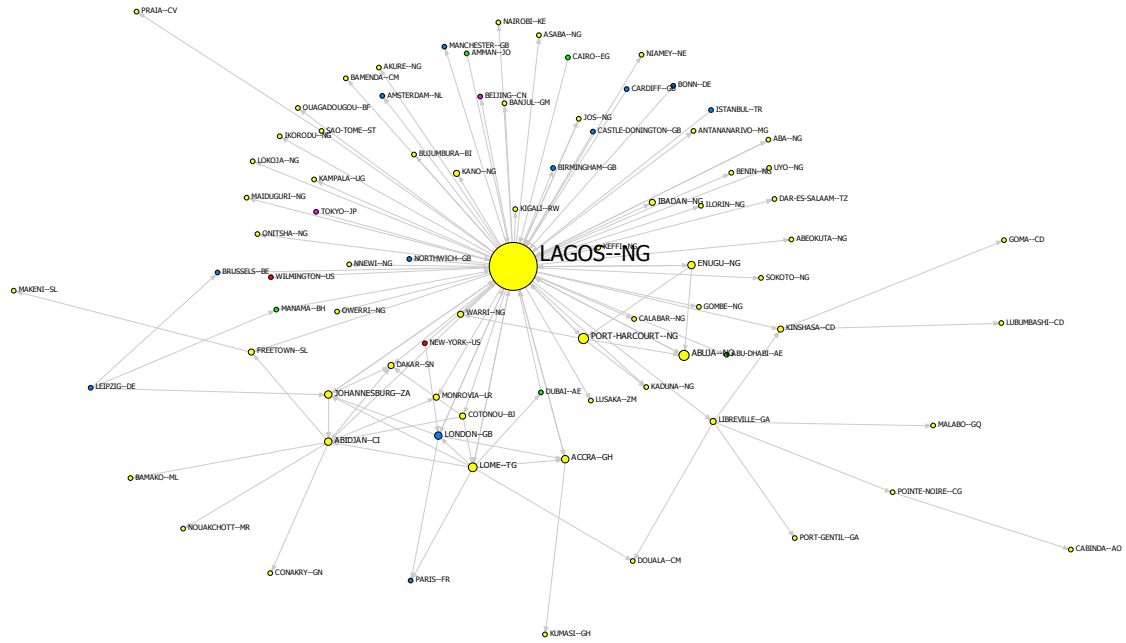 PRAIA--CV
NAIROBI--KE
ASABA--NG
MANCHESTER--GB
AMMAN--JO
CAIRO--EG
NIAMEY--NE
AKURE--NG
BAMENDA--CM
AMSTERDAM--NL
BEIJING--CN
BANJUL--GM
CARDIFF--GB
BONN--DE
OUAGADOUGOU--BF
ISTANBUL--TR
JOS--NG
SAO-TOME--ST
CASTLE-DONINGTON--GB
ANTANANARIVO--MG
IKORODU--NG
ABA--NG
BUJUMBURA--BI
LOKOJA--NG
KANO--NG
BIRMINGHAM--GB
BENIN--NG
UYO--NG
KAMPALA--UG
MAIDUGURI--NG
DAR-ES-SALAAM--TZ
IBADAN--NG
ILORIN--NG
TOKYO--JP
KIGALI--RW
ONITSHA--NG
ABEOKUTA--NG
GOMA--CD
KEFFI--NG
LAGOS--NG
NORTHWICH--GB
NNEWI--NG
ENUGU--NG
BRUSSELS--BE
WILMINGTON--US
SOKOTO--NG
MAKENI--SL
MANAMA--BH
OWERRI--NG
WARRI--NG
GOMBE--NG
CALABAR--NG
KINSHASA--CD
LUBUMBASHI--CD
PORT-HARCOURT--NG
NEW-YORK--US
FREETOWN--SL
ABUJA--NG
ABU-DHABI--AE
DAKAR--SN
LEIPZIG--DE
KADUNA--NG
JOHANNESBURG--ZA
MONROVIA--LR
DUBAI--AE
LUSAKA--ZM
COTONOU--BJ
LIBREVILLE--GA
MALABO--GQ
LONDON--GB
ABIDJAN--CI
ACCRA--GH
LOME--TG
BAMAKO--ML
POINTE-NOIRE--CG
NOUAKCHOTT--MR
PORT-GENTIL--GA
CABINDA--AO
DOUALA--CM
CONAKRY--GN
PARIS--FR
KUMASI--GH